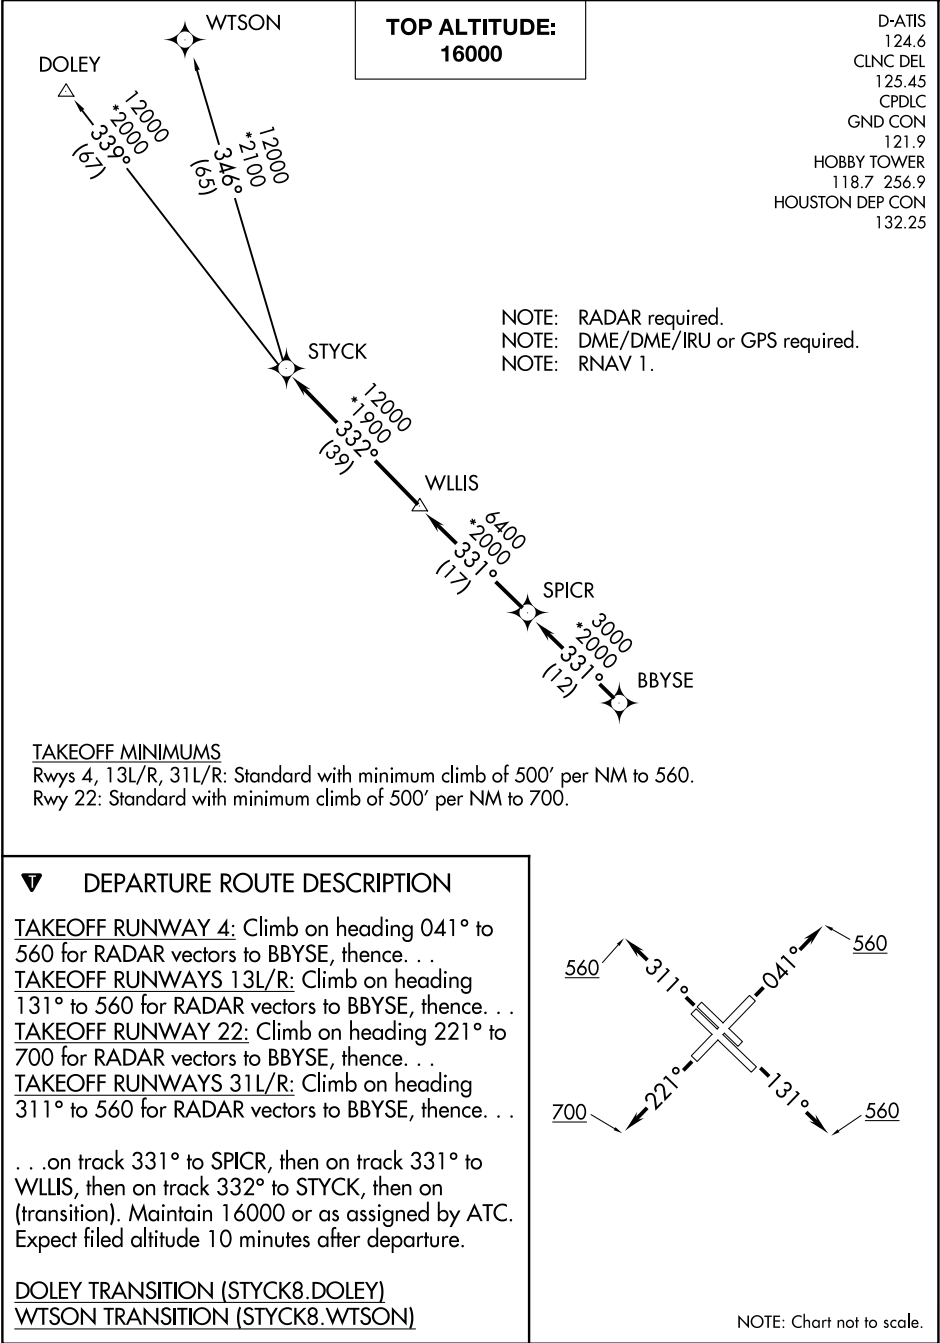 TOP ALTITUDE:
16000
D-ATIS
124.6
CLNC DEL
125.45
CPDLC
GND CON
121.9
HOBBY TOWER
118.7 256.9
HOUSTON DEP CON
132.25
WTSON
DOLEY
12000
*2000
339°
(67)
12000
*2100
346°
(65)
NOTE: RADAR required.
NOTE: DME/DME/IRU or GPS required.
NOTE: RNAV 1.
STYCK
12000
*1900
332°
(39)
WLLIS
6400
*2000
331°
(17)
SPICR
3000
*2000
331°
(12)
BBYSE
TAKEOFF MINIMUMS
Rwys 4, 13L/R, 31L/R: Standard with minimum climb of 500' per NM to 560.
Rwy 22: Standard with minimum climb of 500' per NM to 700.
T DEPARTURE ROUTE DESCRIPTION
TAKEOFF RUNWAY 4: Climb on heading 041° to
560 for RADAR vectors to BBYSE, thence. . .
TAKEOFF RUNWAYS 13L/R: Climb on heading
131° to 560 for RADAR vectors to BBYSE, thence. . .
TAKEOFF RUNWAY 22: Climb on heading 221° to
700 for RADAR vectors to BBYSE, thence. . .
TAKEOFF RUNWAYS 31L/R: Climb on heading
311° to 560 for RADAR vectors to BBYSE, thence. . .
. . .on track 331° to SPICR, then on track 331° to
WLLIS, then on track 332° to STYCK, then on
(transition). Maintain 16000 or as assigned by ATC.
Expect filed altitude 10 minutes after departure.
DOLEY TRANSITION (STYCK8.DOLEY)
WTSON TRANSITION (STYCK8.WTSON)
560
311°
041°
560
700
221°
131°
560
NOTE: Chart not to scale.